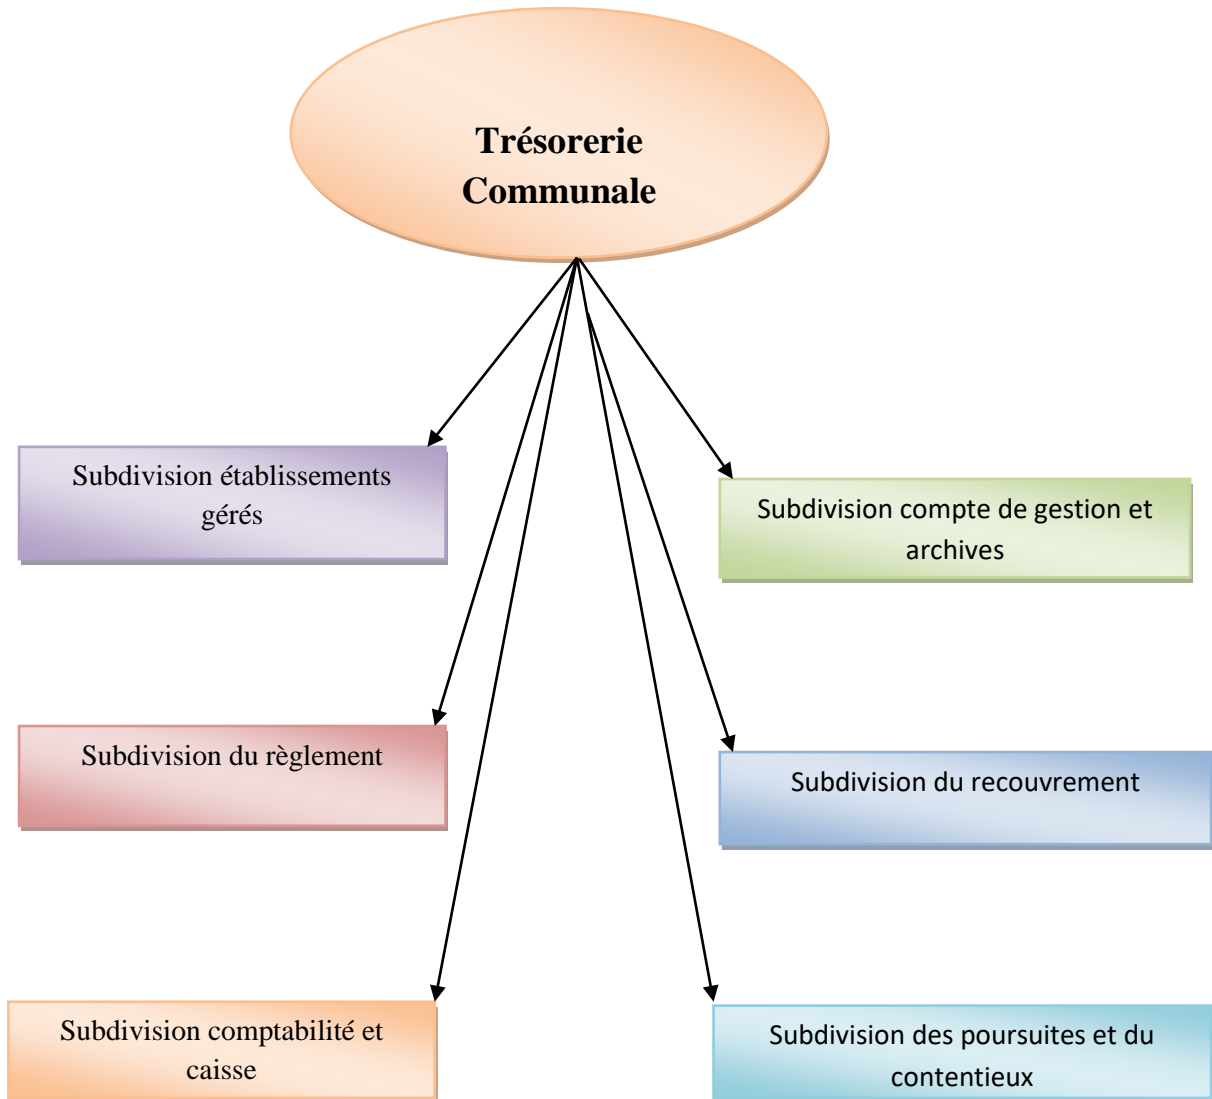 Trésorerie
Communale
Subdivision établissements
gérés
Subdivision compte de gestion et
archives
Subdivision du règlement
Subdivision du recouvrement
Subdivision comptabilité et
caisse
Subdivision des poursuites et du
contentieux